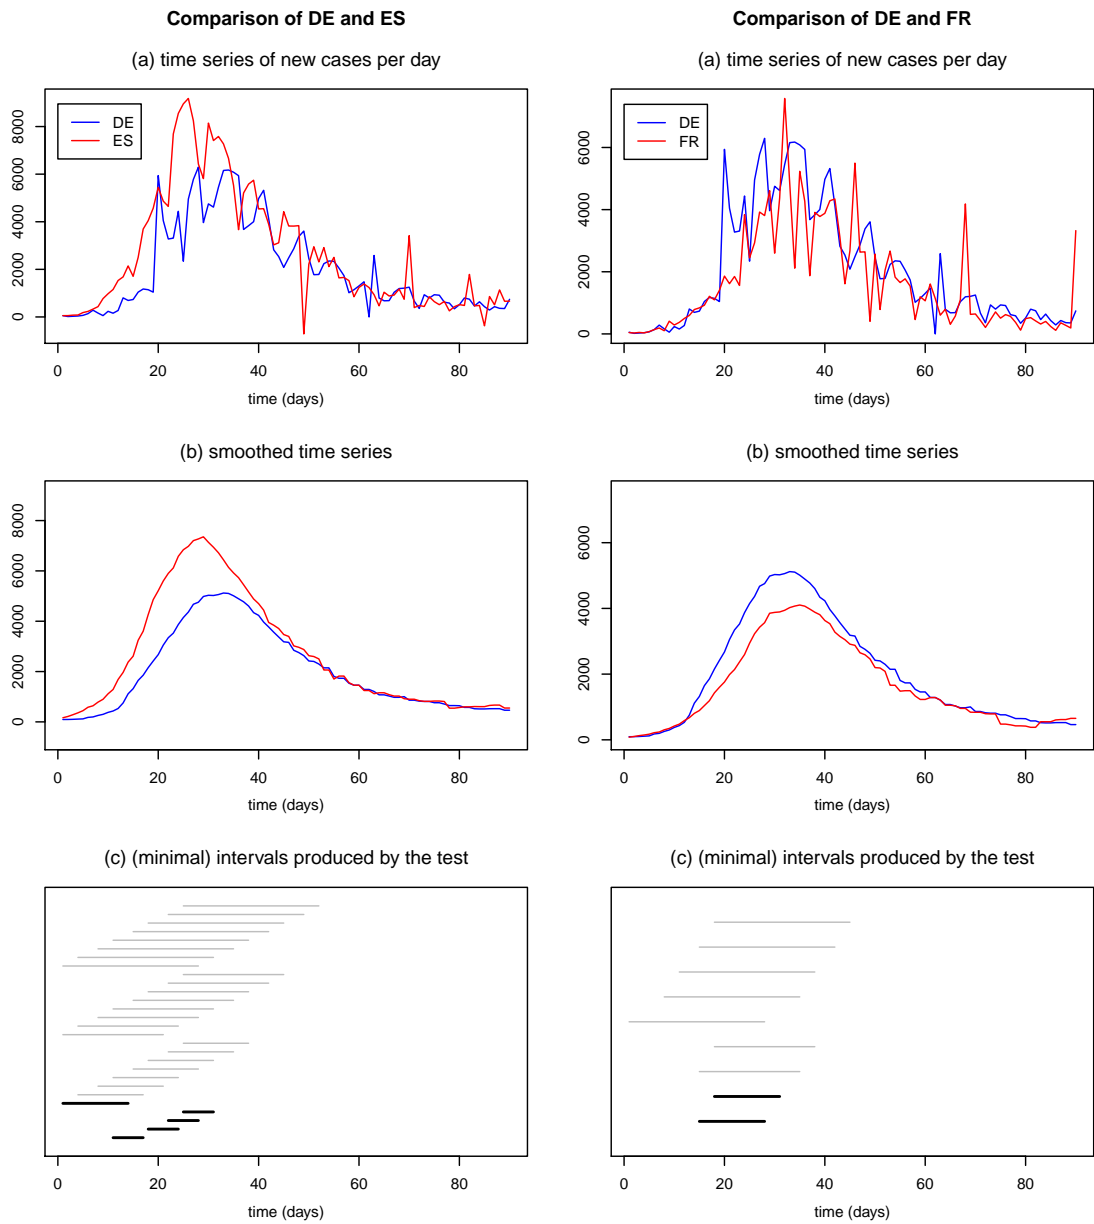 Comparison of DE and ES
(a) time series of new cases per day
DE
ES
0 2000 4000 6000 8000
0 20 40 60 80
time (days)
(b) smoothed time series
0 2000 4000 6000 8000
0 20 40 60 80
time (days)
(c) (minimal) intervals produced by the test
0 20 40 60 80
time (days)
Comparison of DE and FR
(a) time series of new cases per day
DE
FR
0 2000 4000 6000
0 20 40 60 80
time (days)
(b) smoothed time series
0 2000 4000 6000
0 20 40 60 80
time (days)
(c) (minimal) intervals produced by the test
0 20 40 60 80
time (days)